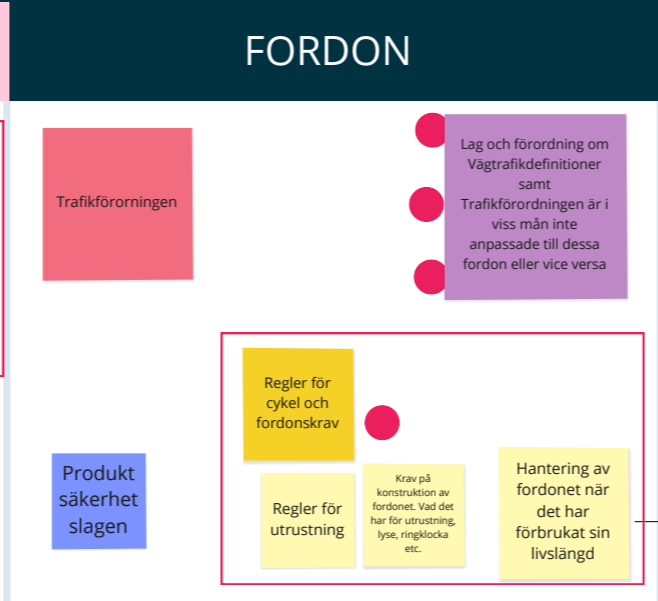 FORDON
Trafikförorningen
Lag och förordning om
Vägtrafikdefinitioner
samt
Trafikförordningen är i
viss mån inte
anpassade till dessa
fordon eller vice versa
Regler för
cykel och
fordonskrav
Produkt
säkerhet
slagen
Regler för
utrustning
Krav på
konstruktion av
fordonet. Vad det
har för utrustning,
lyse, ringklocka
etc.
Hantering av
fordonet när
det har
förbrukat sin
livslängd